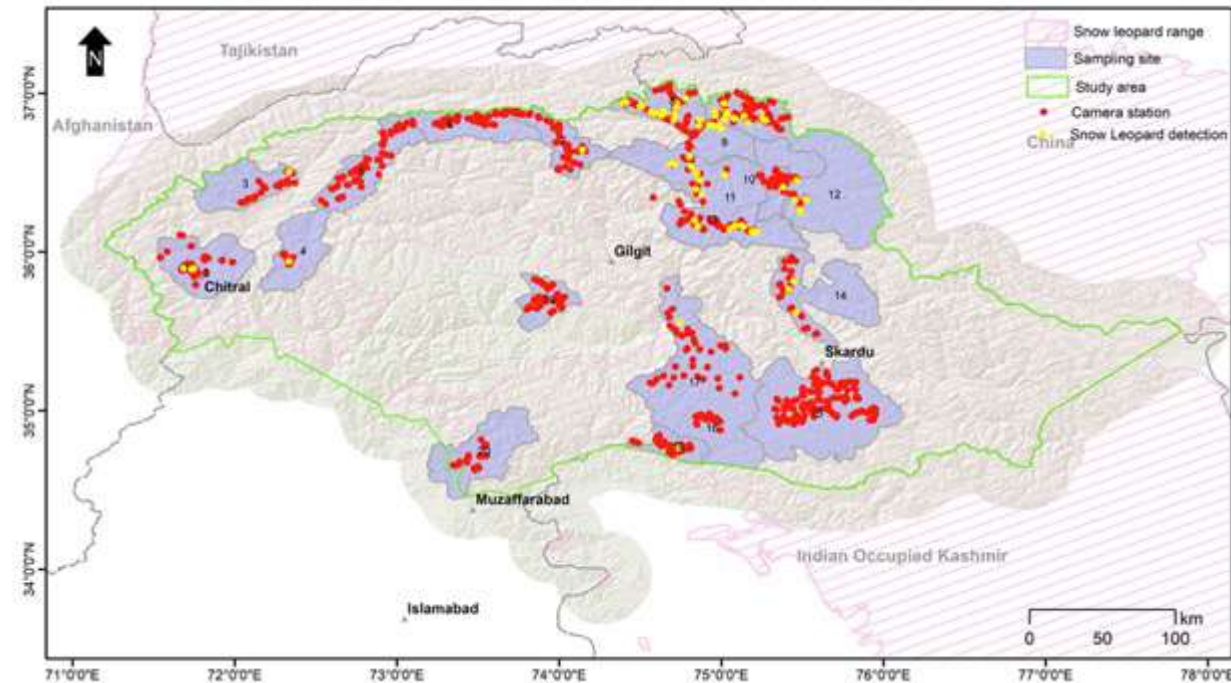 N
Tajikistan
Afghanistan
China
Snow leopard range
Sampling site
Study area
Camera station
Snow Leopard detection
37°0'0"N
36°0'0"N
35°0'0"N
34°0'0"N
3
4
9
10
11
12
14
Gilgit
Chitral
Skardu
Muzaffarabad
Islamabad
Indian Occupied Kashmir
km
0 50 100
71°0'0"E 72°0'0"E 73°0'0"E 74°0'0"E 75°0'0"E 76°0'0"E 77°0'0"E 78°0'0